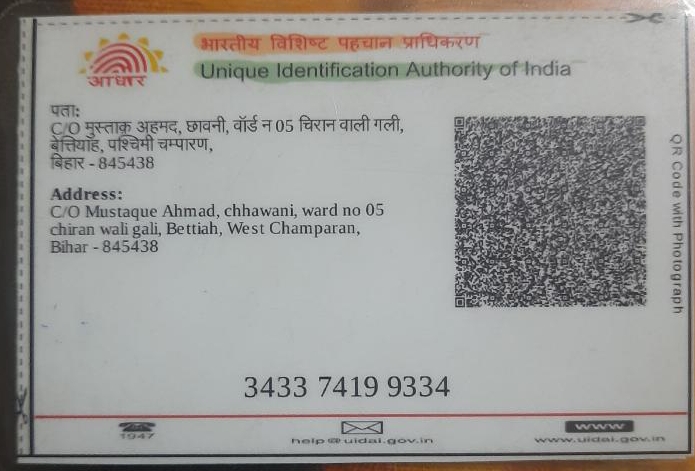 भारतीय विशिष्ट पहचान प्राधिकरण
Unique Identification Authority of India
आधार
पता:
C/O मुस्ताक़ अहमद, छावनी, वॉर्ड न 05 चिरान वाली गली,
बेत्तियाह, पश्चिमी चम्पारण,
बिहार - 845438
Address:
C/O Mustaque Ahmad, chhawani, ward no 05
chiran wali gali, Bettiah, West Champaran,
Bihar - 845438
QR Code with Photograph
3433 7419 9334
1947
help@uidai.gov.in
www
www.uidai.gov.in